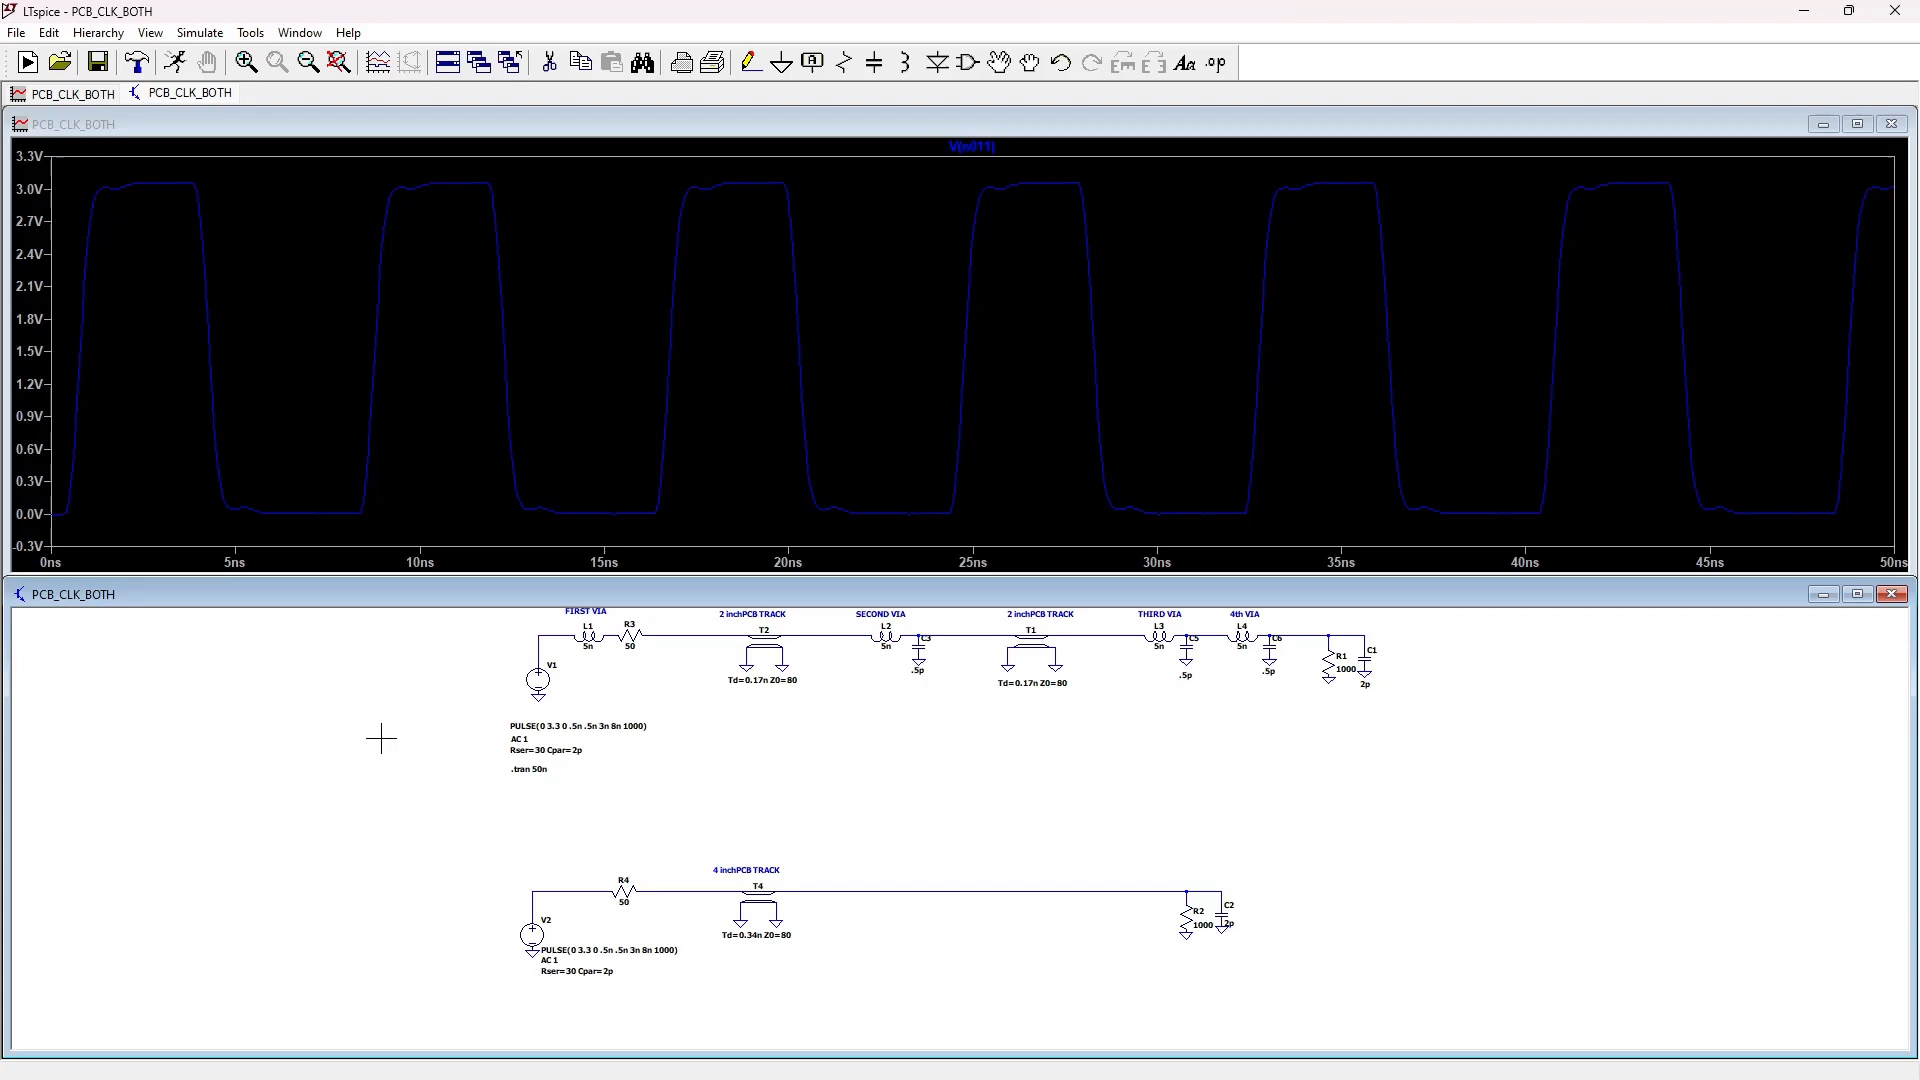 LTspice - PCB_CLK_BOTH
File Edit Hierarchy View Simulate Tools Window Help
PCB_CLK_BOTH PCB_CLK_BOTH
PCB_CLK_BOTH
V(n011)
3.3V
3.0V
2.7V
2.4V
2.1V
1.8V
1.5V
1.2V
0.9V
0.6V
0.3V
0.0V
-0.3V
0ns 5ns 10ns 15ns 20ns 25ns 30ns 35ns 40ns 45ns 50ns
PCB_CLK_BOTH
FIRST VIA 2 inchPCB TRACK SECOND VIA 2 inchPCB TRACK THIRD VIA 4th VIA
L1 R3 T2 L2 T1 L3 L4
5n 50 5n C3 5n C5 5n C6
V1 R1 C1
1000
.5p .5p .5p
Td=0.17n Z0=80 Td=0.17n Z0=80 2p
PULSE(0 3.3 0 .5n .5n 3n 8n 1000)
AC 1
Rser=30 Cpar=2p
.tran 50n
4 inchPCB TRACK
R4 T4
50
V2 R2 C2
1000 2p
Td=0.34n Z0=80
PULSE(0 3.3 0 .5n .5n 3n 8n 1000)
AC 1
Rser=30 Cpar=2p